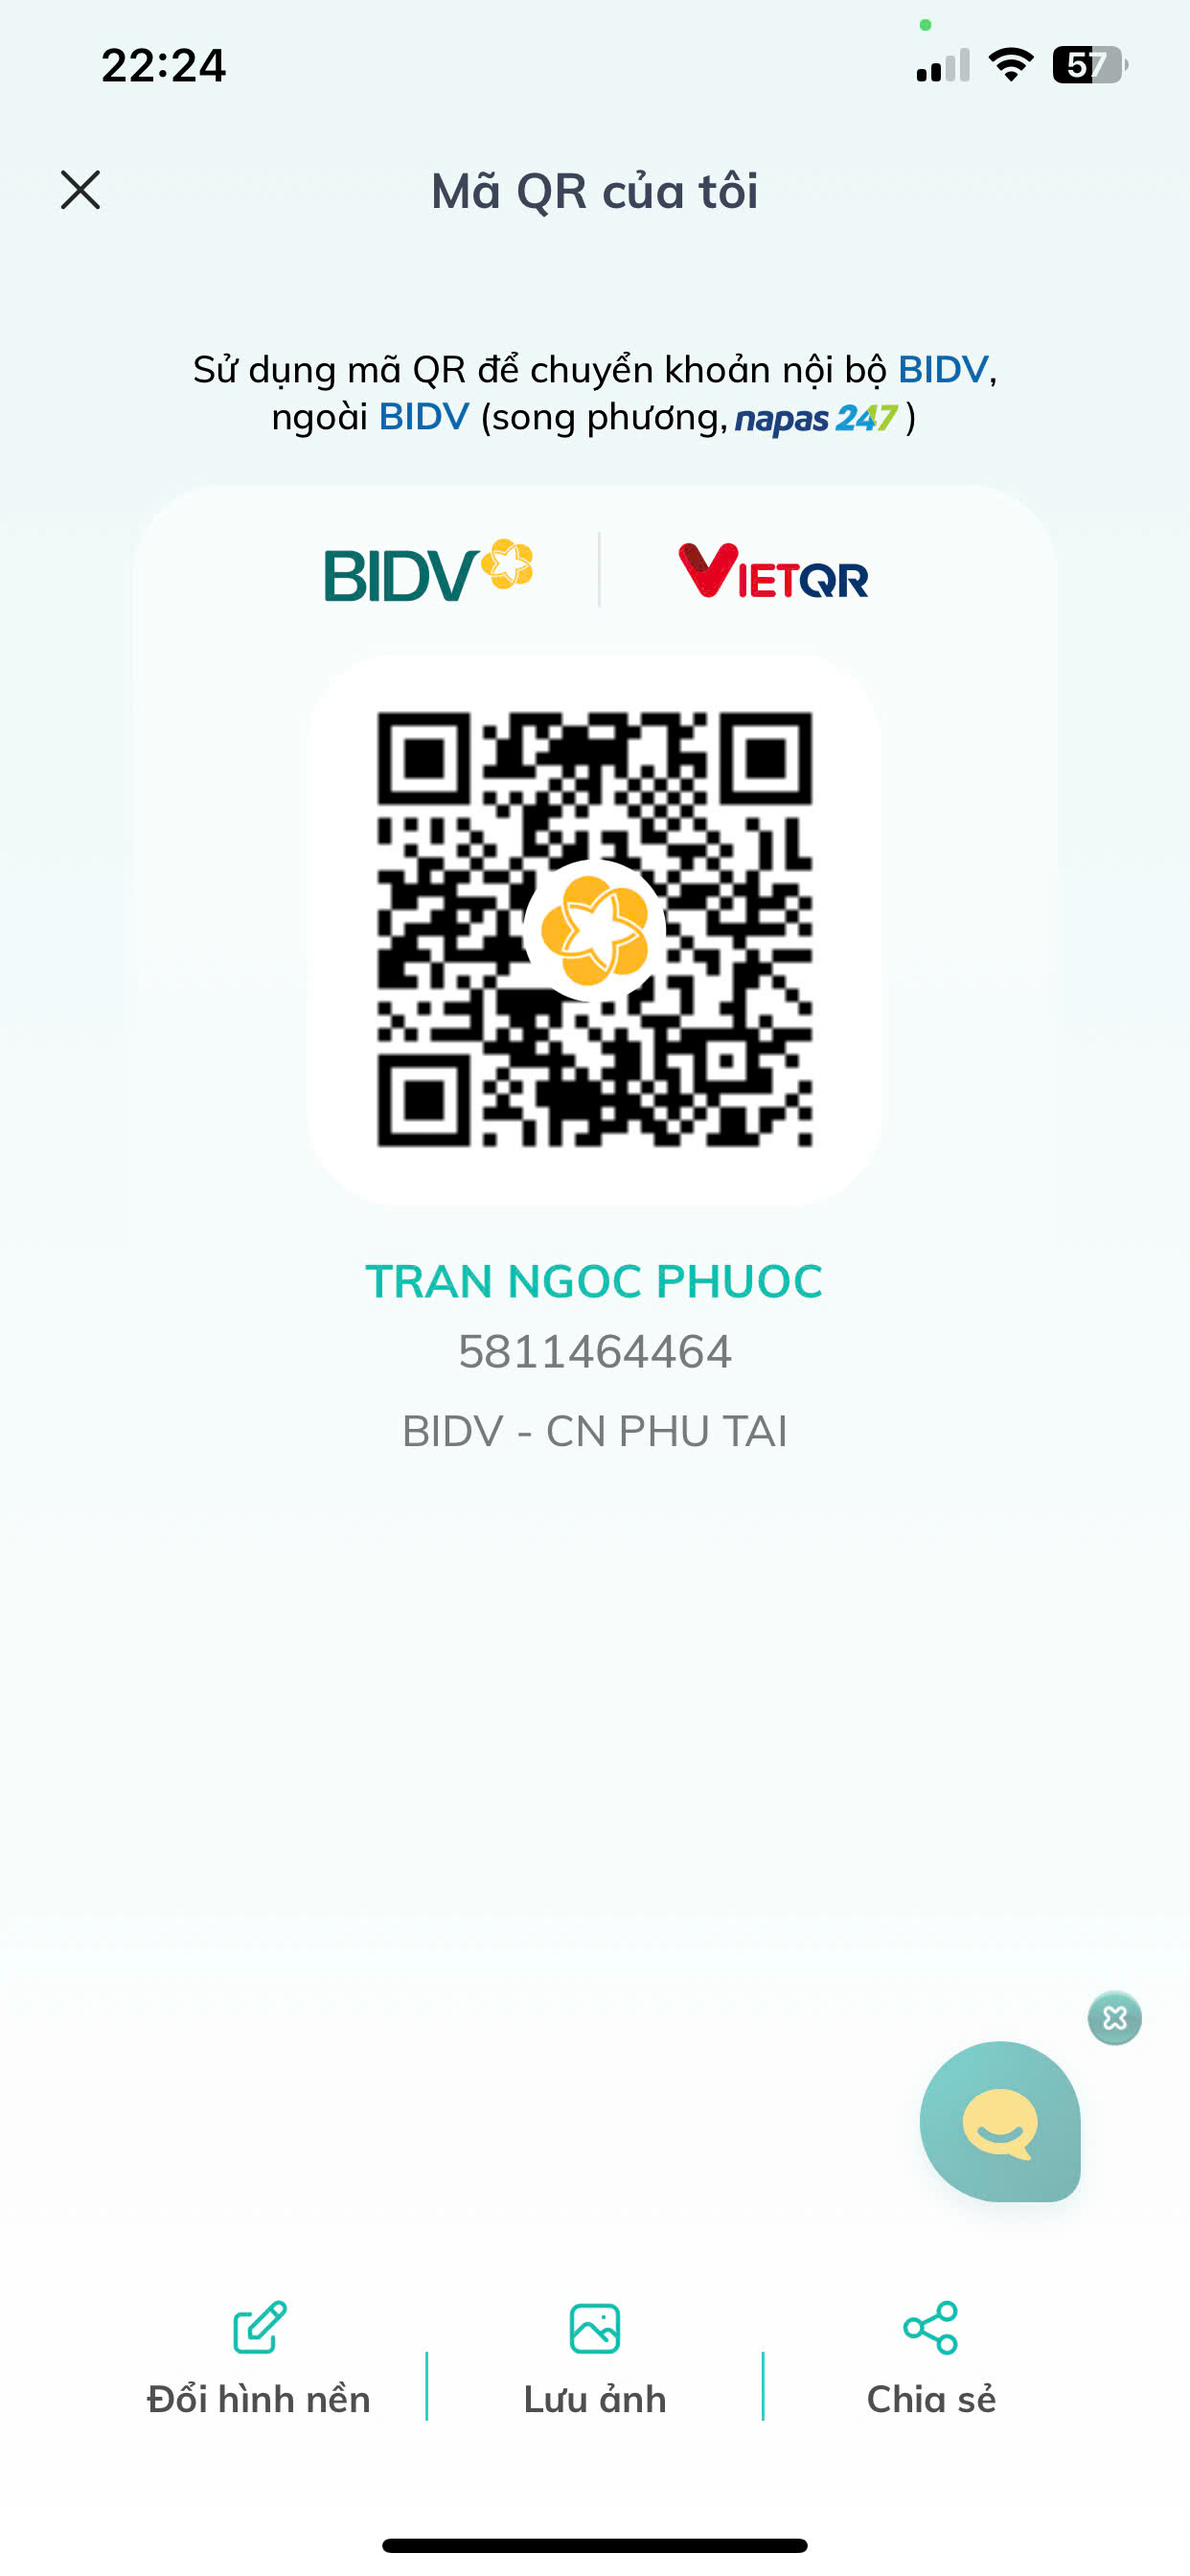 22:24
57
Mã QR của tôi
Sử dụng mã QR để chuyển khoản nội bộ BIDV,
ngoài BIDV (song phương, napas 247 )
BIDV
VIETQR
TRAN NGOC PHUOC
5811464464
BIDV - CN PHU TAI
Đổi hình nền
Lưu ảnh
Chia sẻ